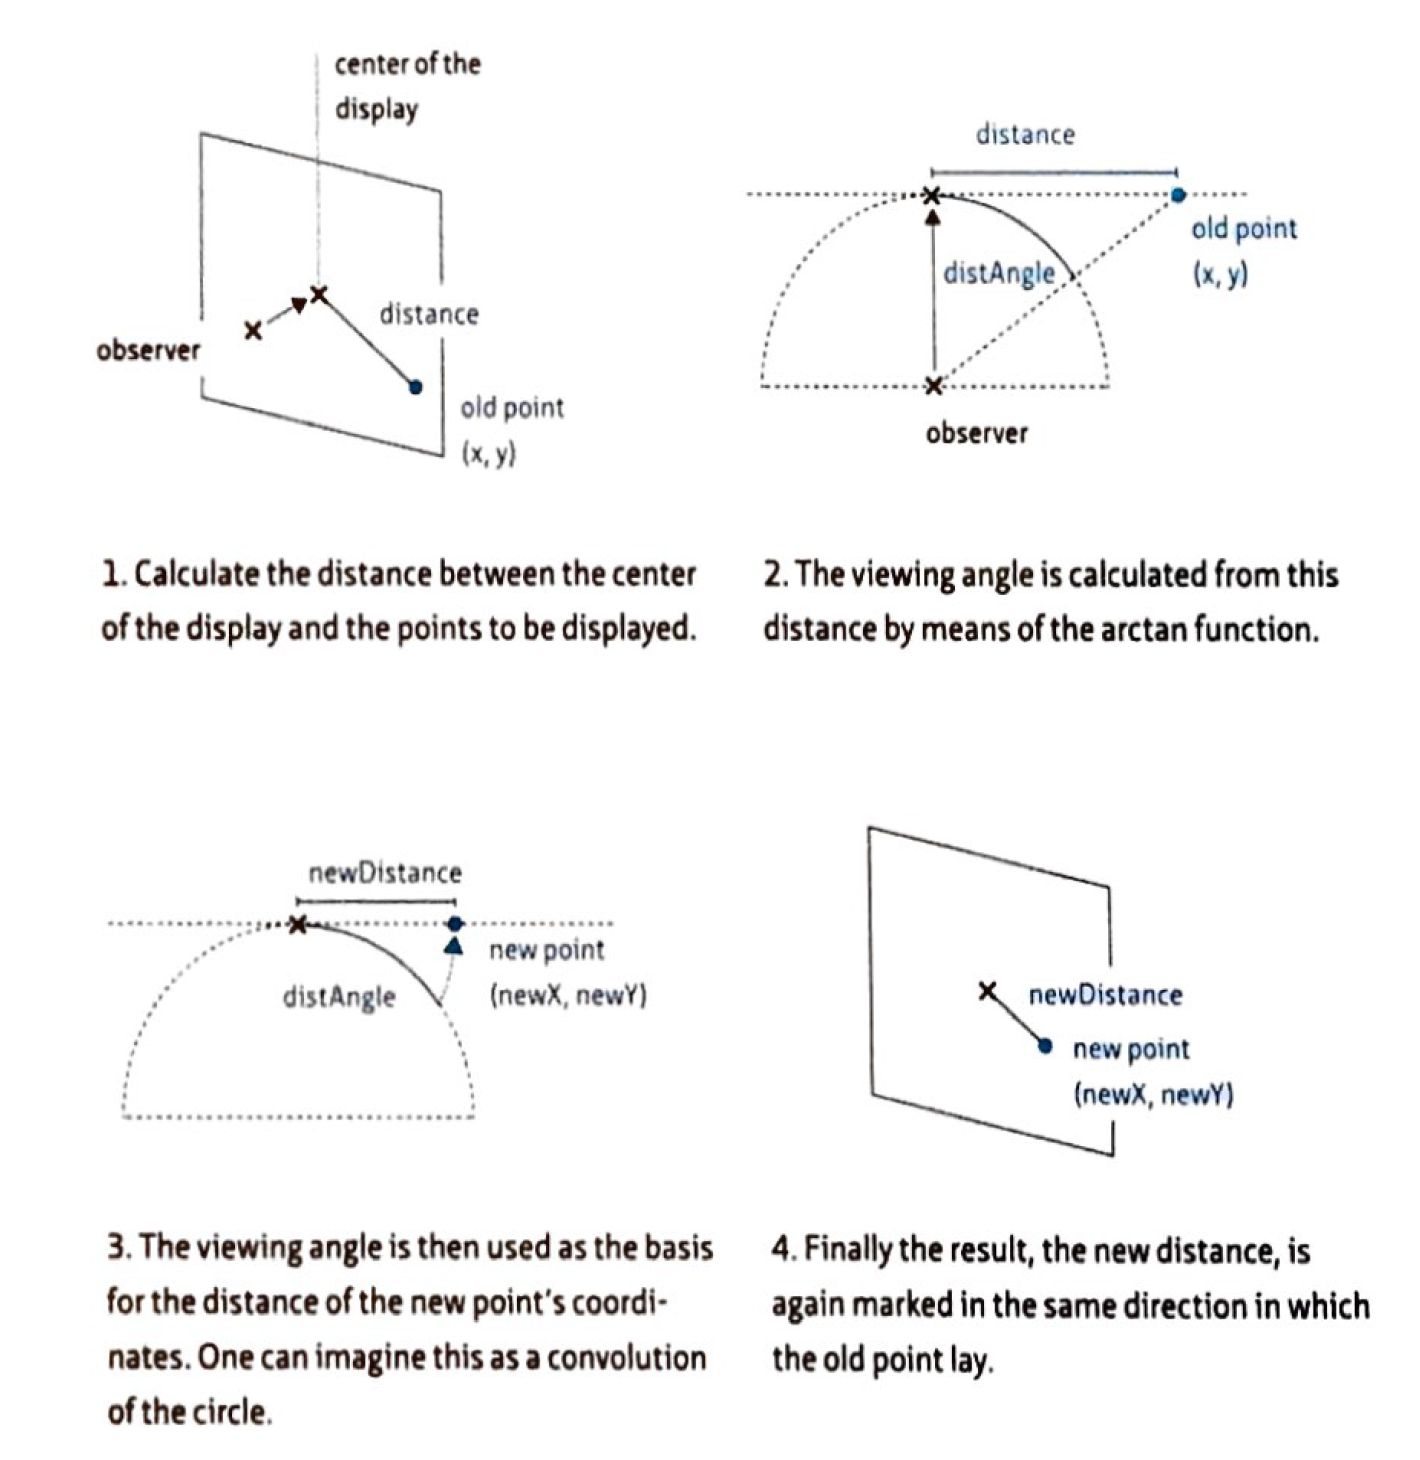 center of the
display
distance
observer
old point
(x, y)
distance
old point
(x, y)
distAngle
observer
1. Calculate the distance between the center
of the display and the points to be displayed.
2. The viewing angle is calculated from this
distance by means of the arctan function.
newDistance
new point
(newX, newY)
distAngle
newDistance
new point
(newX, newY)
3. The viewing angle is then used as the basis
for the distance of the new point's coordi-
nates. One can imagine this as a convolution
of the circle.
4. Finally the result, the new distance, is
again marked in the same direction in which
the old point lay.